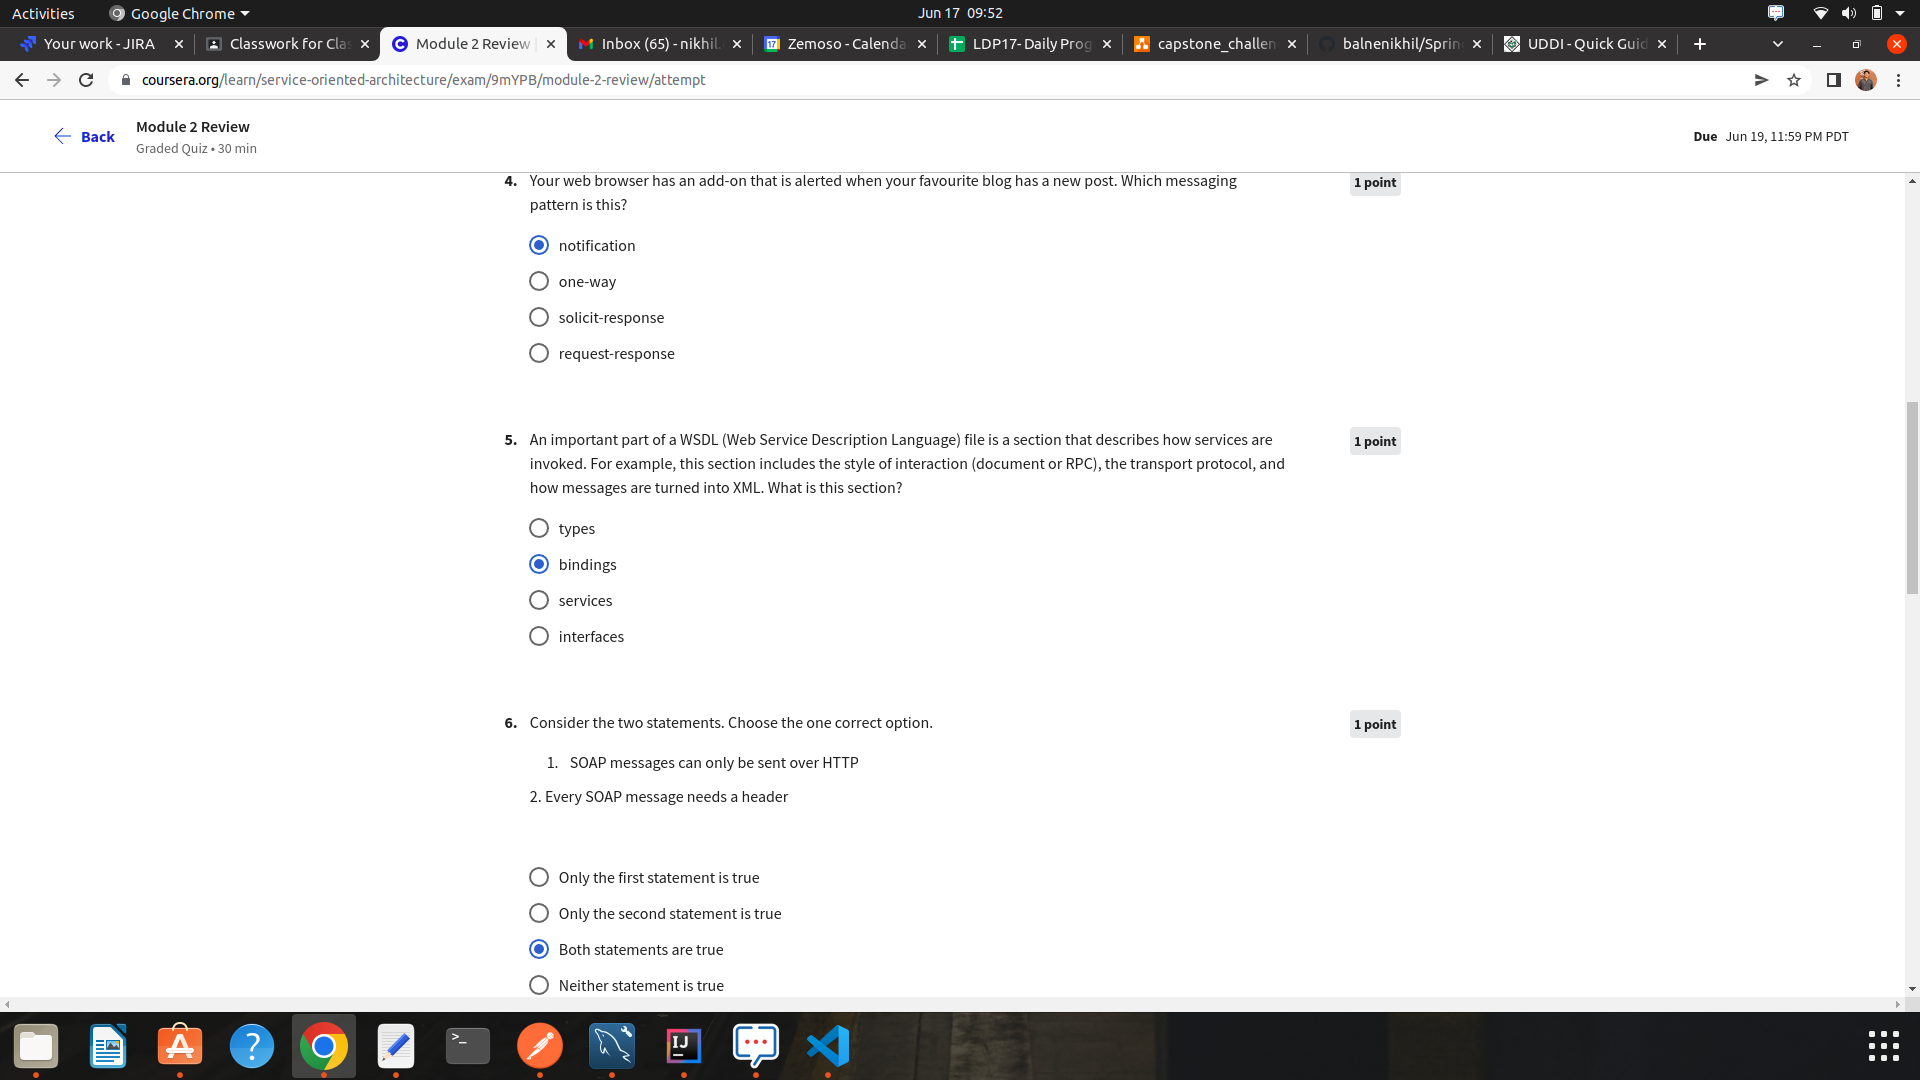 Activities
Google Chrome
Jun 17 09:52
Your work - JIRA
Classwork for Clas
Module 2 Review |
Inbox (65) - nikhil.
Zemoso - Calenda
LDP17- Daily Prog
capstone_challen
balnenikhil/Sprin
UDDI - Quick Guid
coursera.org/learn/service-oriented-architecture/exam/9mYPB/module-2-review/attempt
Back
Module 2 Review
Graded Quiz • 30 min
Due Jun 19, 11:59 PM PDT
4. Your web browser has an add-on that is alerted when your favourite blog has a new post. Which messaging
pattern is this?
1 point
notification
one-way
solicit-response
request-response
5. An important part of a WSDL (Web Service Description Language) file is a section that describes how services are
invoked. For example, this section includes the style of interaction (document or RPC), the transport protocol, and
how messages are turned into XML. What is this section?
1 point
types
bindings
services
interfaces
6. Consider the two statements. Choose the one correct option.
1 point
1. SOAP messages can only be sent over HTTP
2. Every SOAP message needs a header
Only the first statement is true
Only the second statement is true
Both statements are true
Neither statement is true